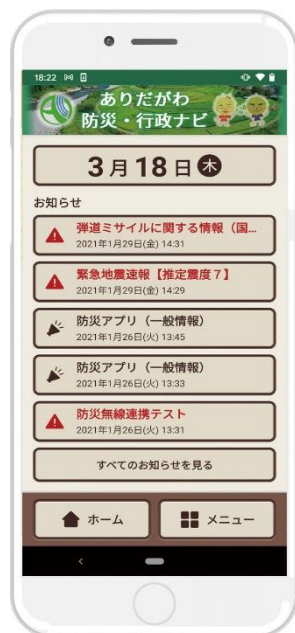 18:22
ありだがわ
防災・行政ナビ
3月18日木
お知らせ
弾道ミサイルに関する情報（国...
2021年1月29日(金) 14:31
緊急地震速報【推定震度７】
2021年1月29日(金) 14:29
防災アプリ（一般情報）
2021年1月26日(火) 13:45
防災アプリ（一般情報）
2021年1月26日(火) 13:33
防災無線連携テスト
2021年1月26日(火) 13:31
すべてのお知らせを見る
ホーム
メニュー